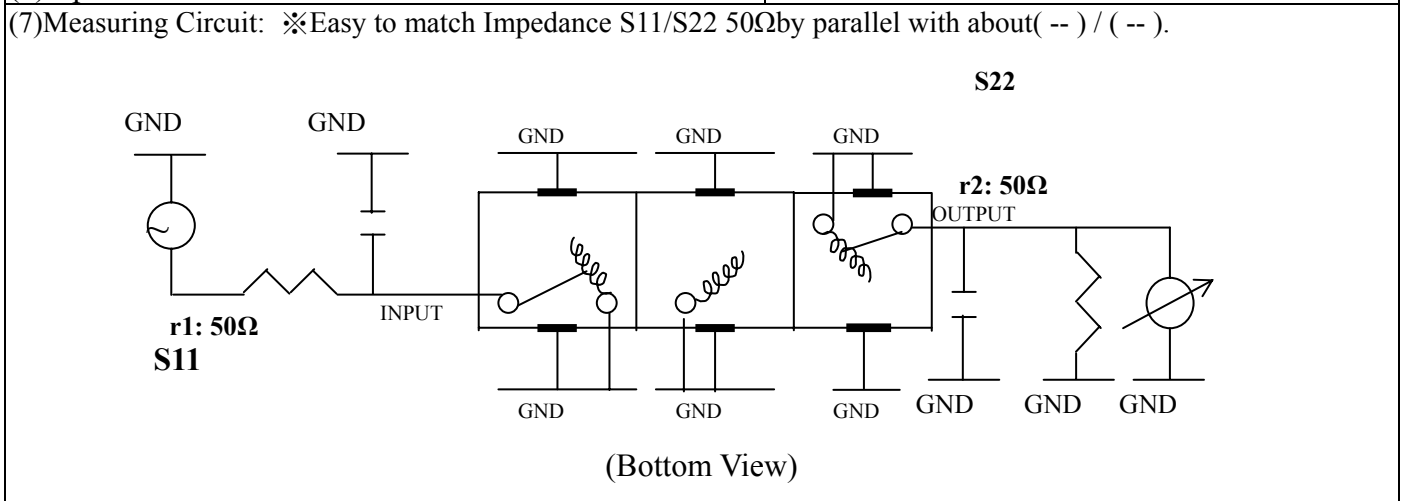 (7)Measuring Circuit: ※Easy to match Impedance S11/S22 50Ωby parallel with about( -- ) / ( -- ).
S22
GND GND GND GND GND
r2: 50Ω
OUTPUT
INPUT
r1: 50Ω
S11
GND GND GND GND GND GND
(Bottom View)